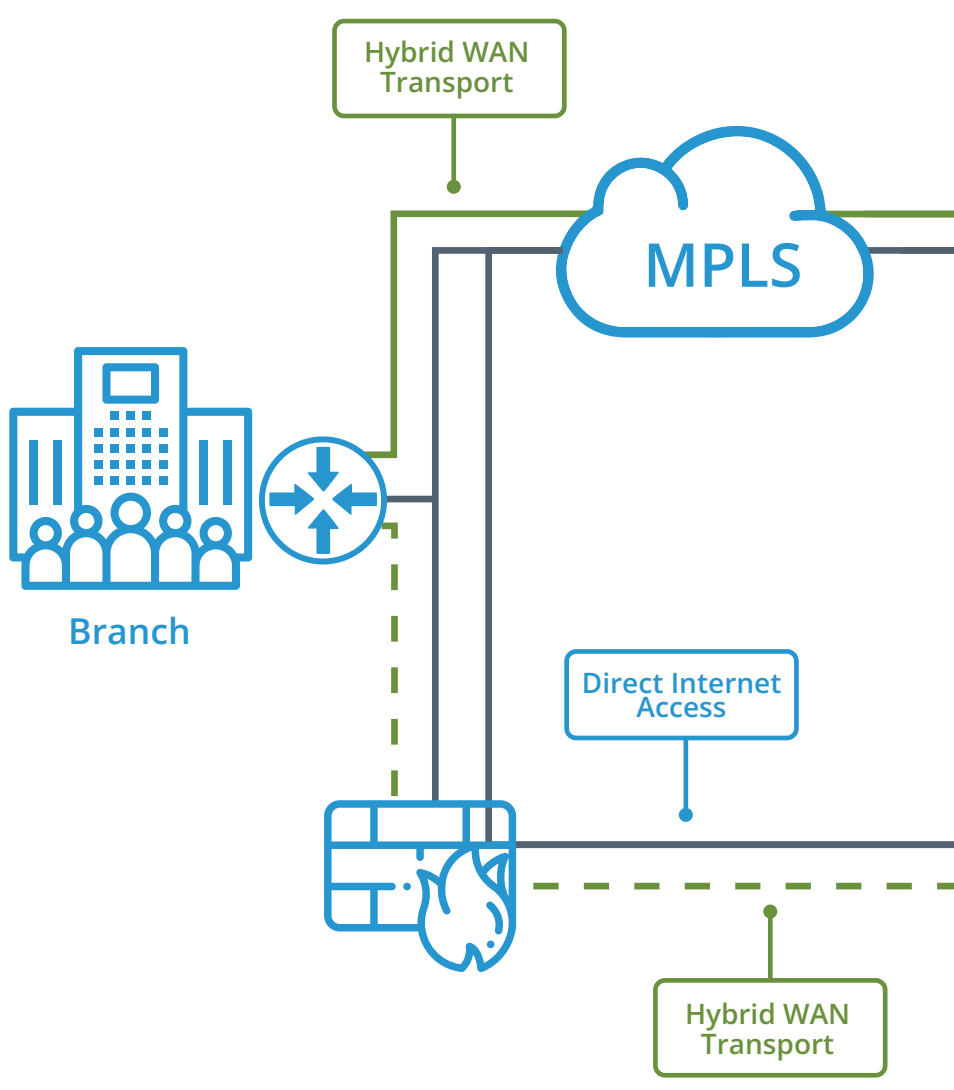 Hybrid WAN
Transport
MPLS
Branch
Direct Internet
Access
Hybrid WAN
Transport